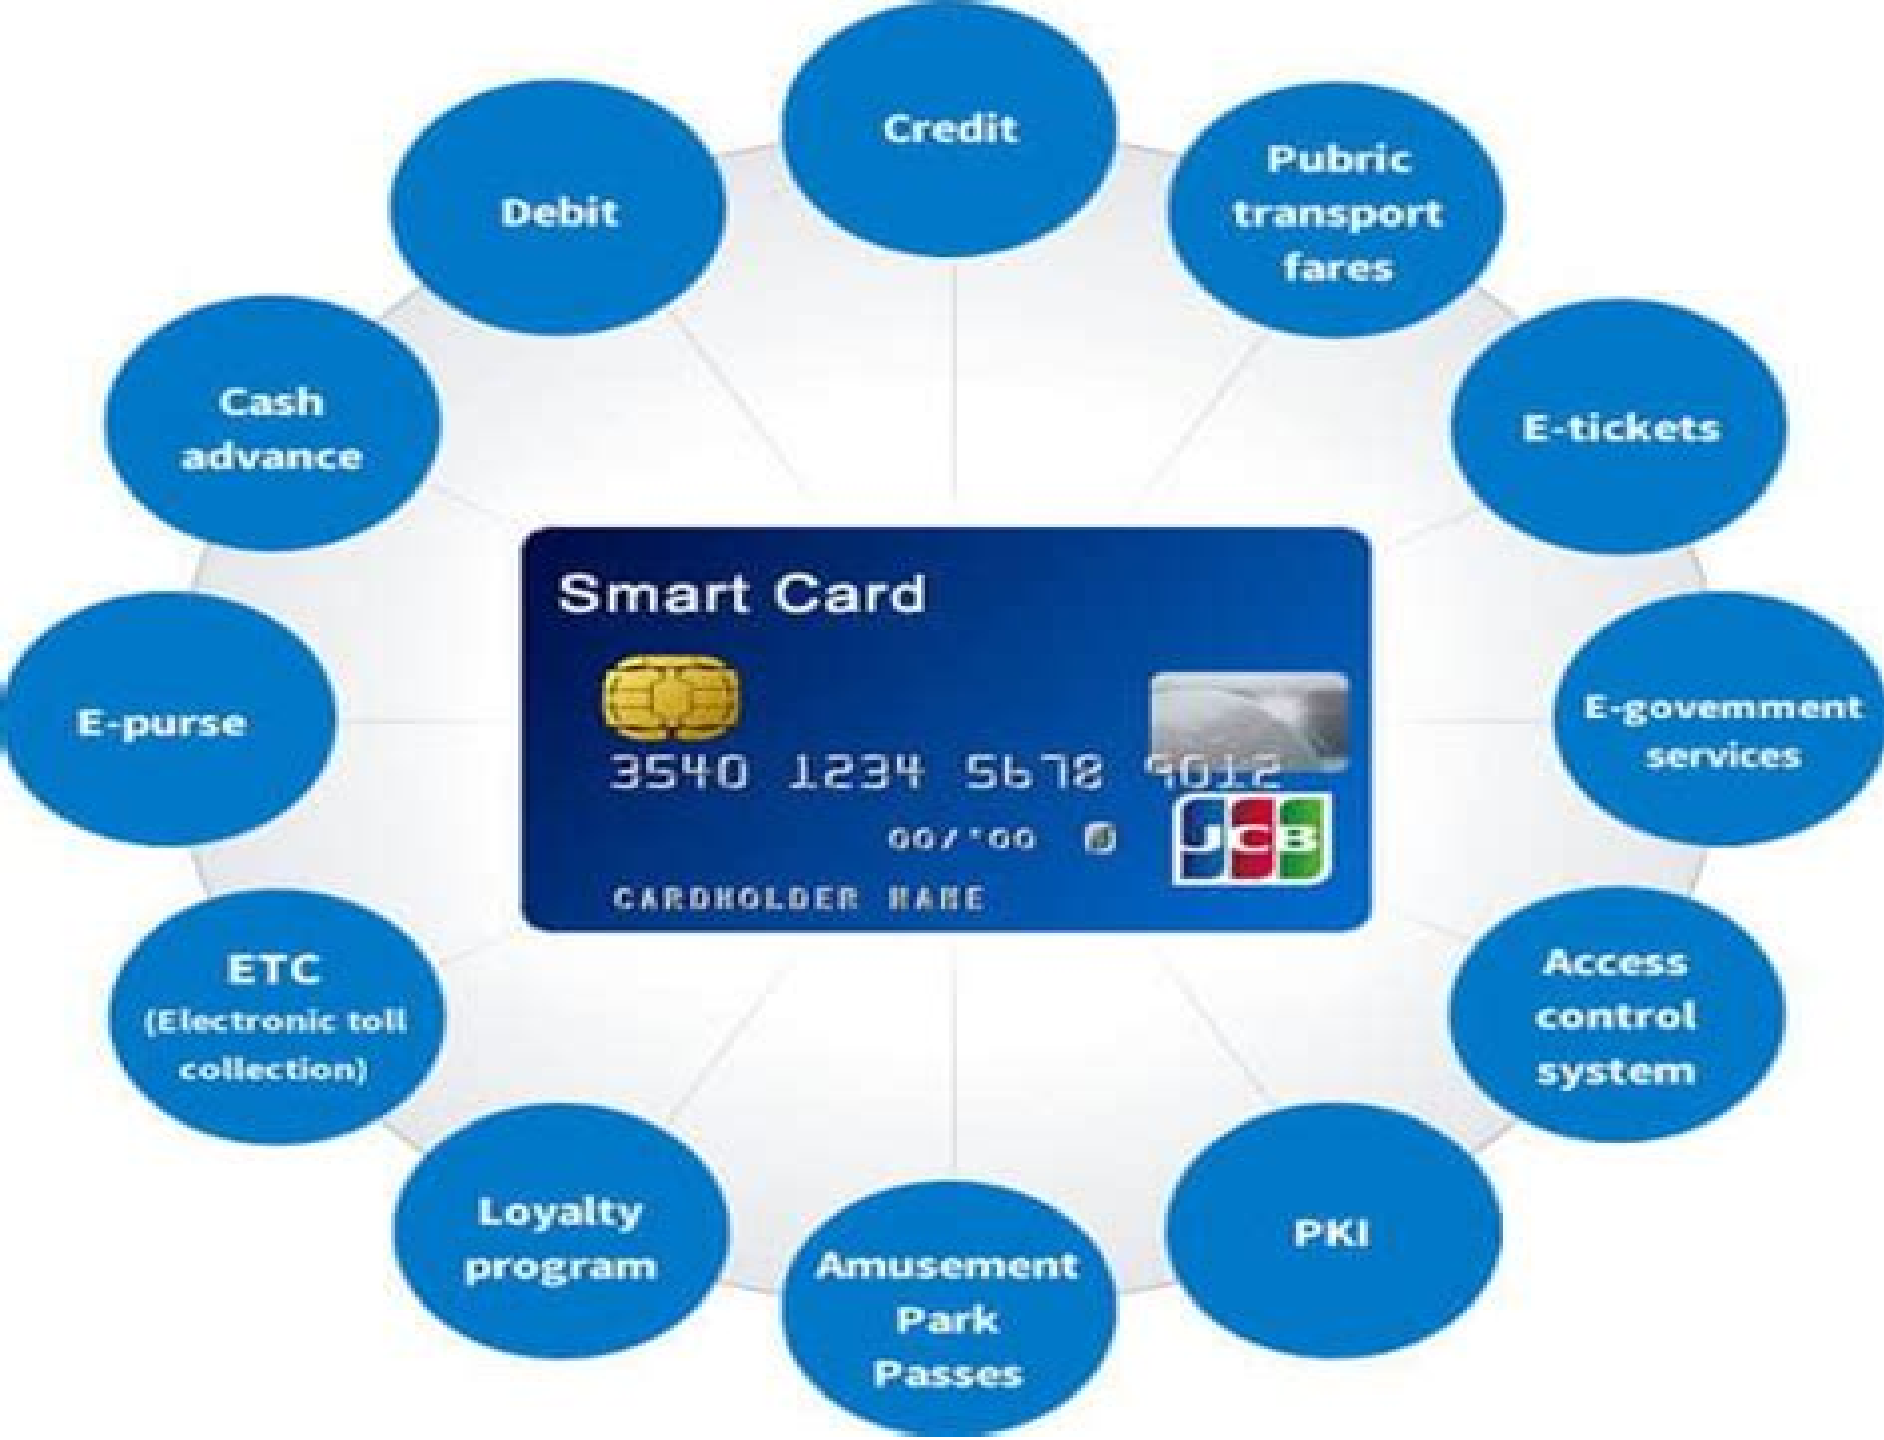 Credit
Pubric
transport
fares
E-tickets
E-govemment
services
Access
control
system
PKI
Amusement
Park
Passes
Loyalty
program
ETC
(Electronic toll
collection)
E-purse
Cash
advance
Debit
Smart Card
3540 1234 5678 9012
00/*00
JCB
CARDHOLDER NAME